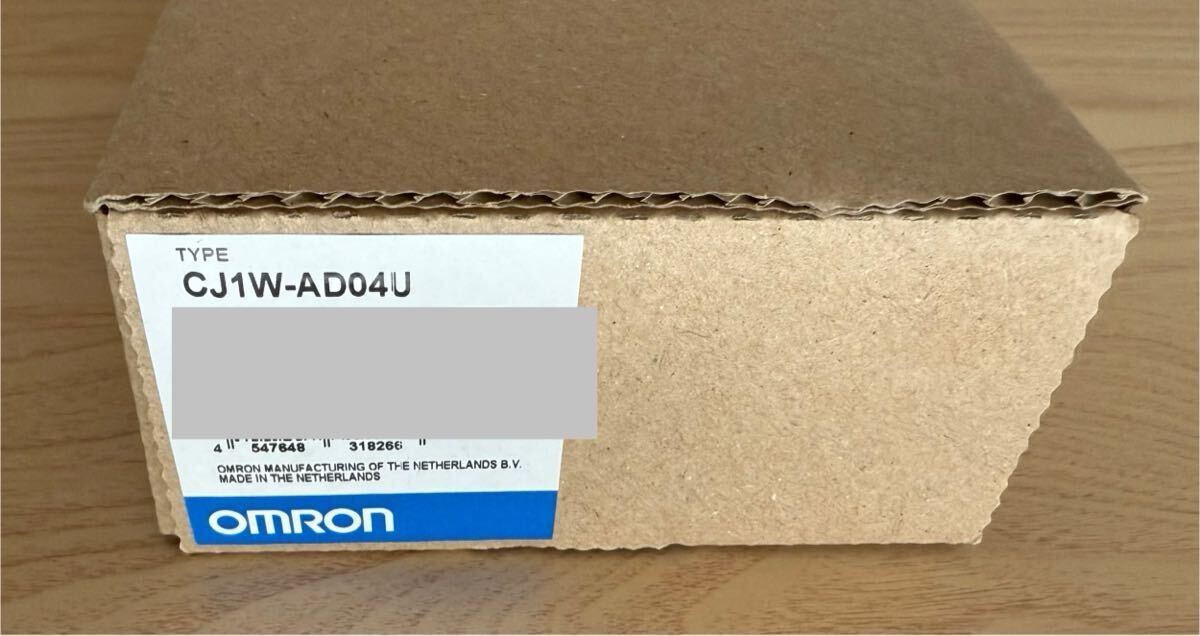 TYPE
CJ1W-AD04U
4 547648 318266
OMRON MANUFACTURING OF THE NETHERLANDS B.V.
MADE IN THE NETHERLANDS
OMRON